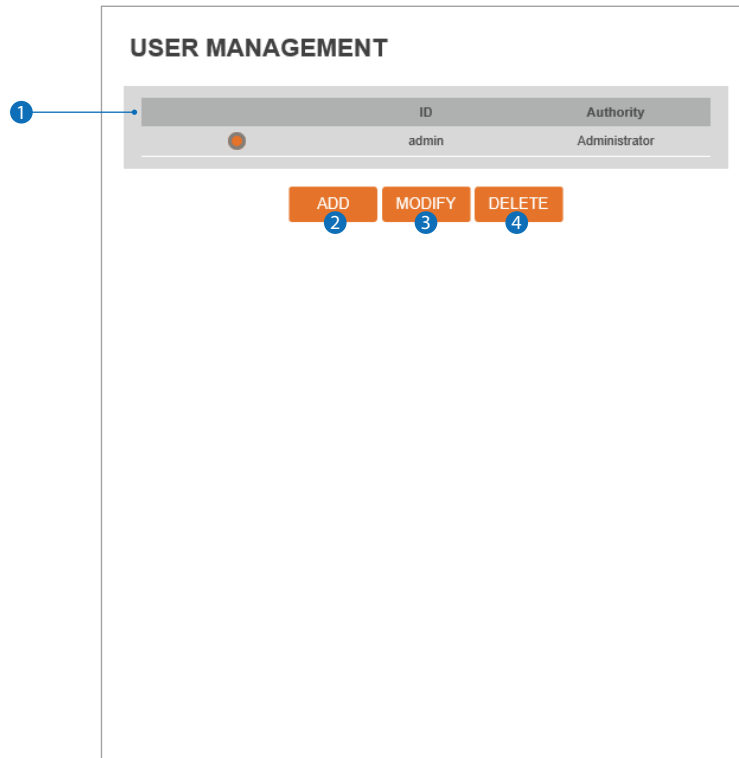 USER MANAGEMENT
1
ID Authority
admin Administrator
ADD MODIFY DELETE
2 3 4